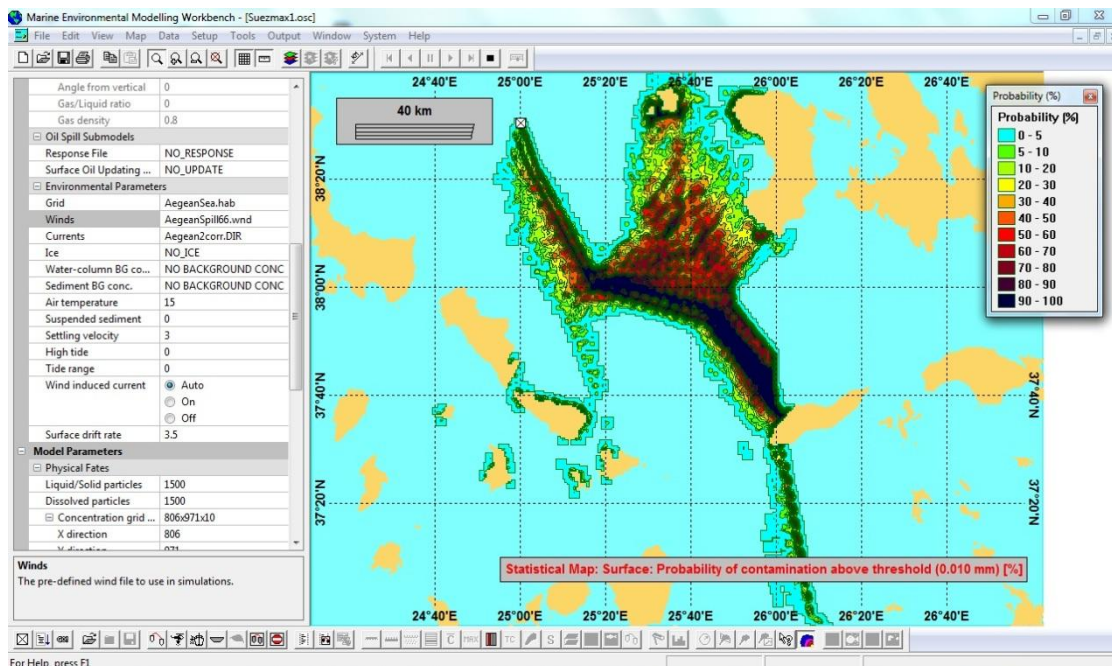 Marine Environmental Modelling Workbench - [Suezmax1.osc]
File Edit View Map Data Setup Tools Output Window System Help
Angle from vertical 0
Gas/Liquid ratio 0
Gas density 0.8
Oil Spill Submodels
Response File NO_RESPONSE
Surface Oil Updating ... NO_UPDATE
Environmental Parameters
Grid AegeanSea.hab
Winds AegeanSpill66.wnd
Currents Aegean2corr.DIR
Ice NO_ICE
Water-column BG co... NO BACKGROUND CONC
Sediment BG conc. NO BACKGROUND CONC
Air temperature 15
Suspended sediment 0
Settling velocity 3
High tide 0
Tide range 0
Wind induced current Auto
On
Off
Surface drift rate 3.5
Model Parameters
Physical Fates
Liquid/Solid particles 1500
Dissolved particles 1500
Concentration grid ... 806x971x10
X direction 806
Y direction 971
Winds
The pre-defined wind file to use in simulations.
24°40'E 25°00'E 25°20'E 25°40'E 26°00'E 26°20'E 26°40'E
40 km
38°20'N
38°00'N
37°40'N 37°40'N
37°20'N 37°20'N
Probability (%)
Probability (%)
0 - 5
5 - 10
10 - 20
20 - 30
30 - 40
40 - 50
50 - 60
60 - 70
70 - 80
80 - 90
90 - 100
Statistical Map: Surface: Probability of contamination above threshold (0.010 mm) [%]
24°40'E 25°00'E 25°20'E 25°40'E 26°00'E 26°20'E 26°40'E
C MAX TC S
For Help, press F1